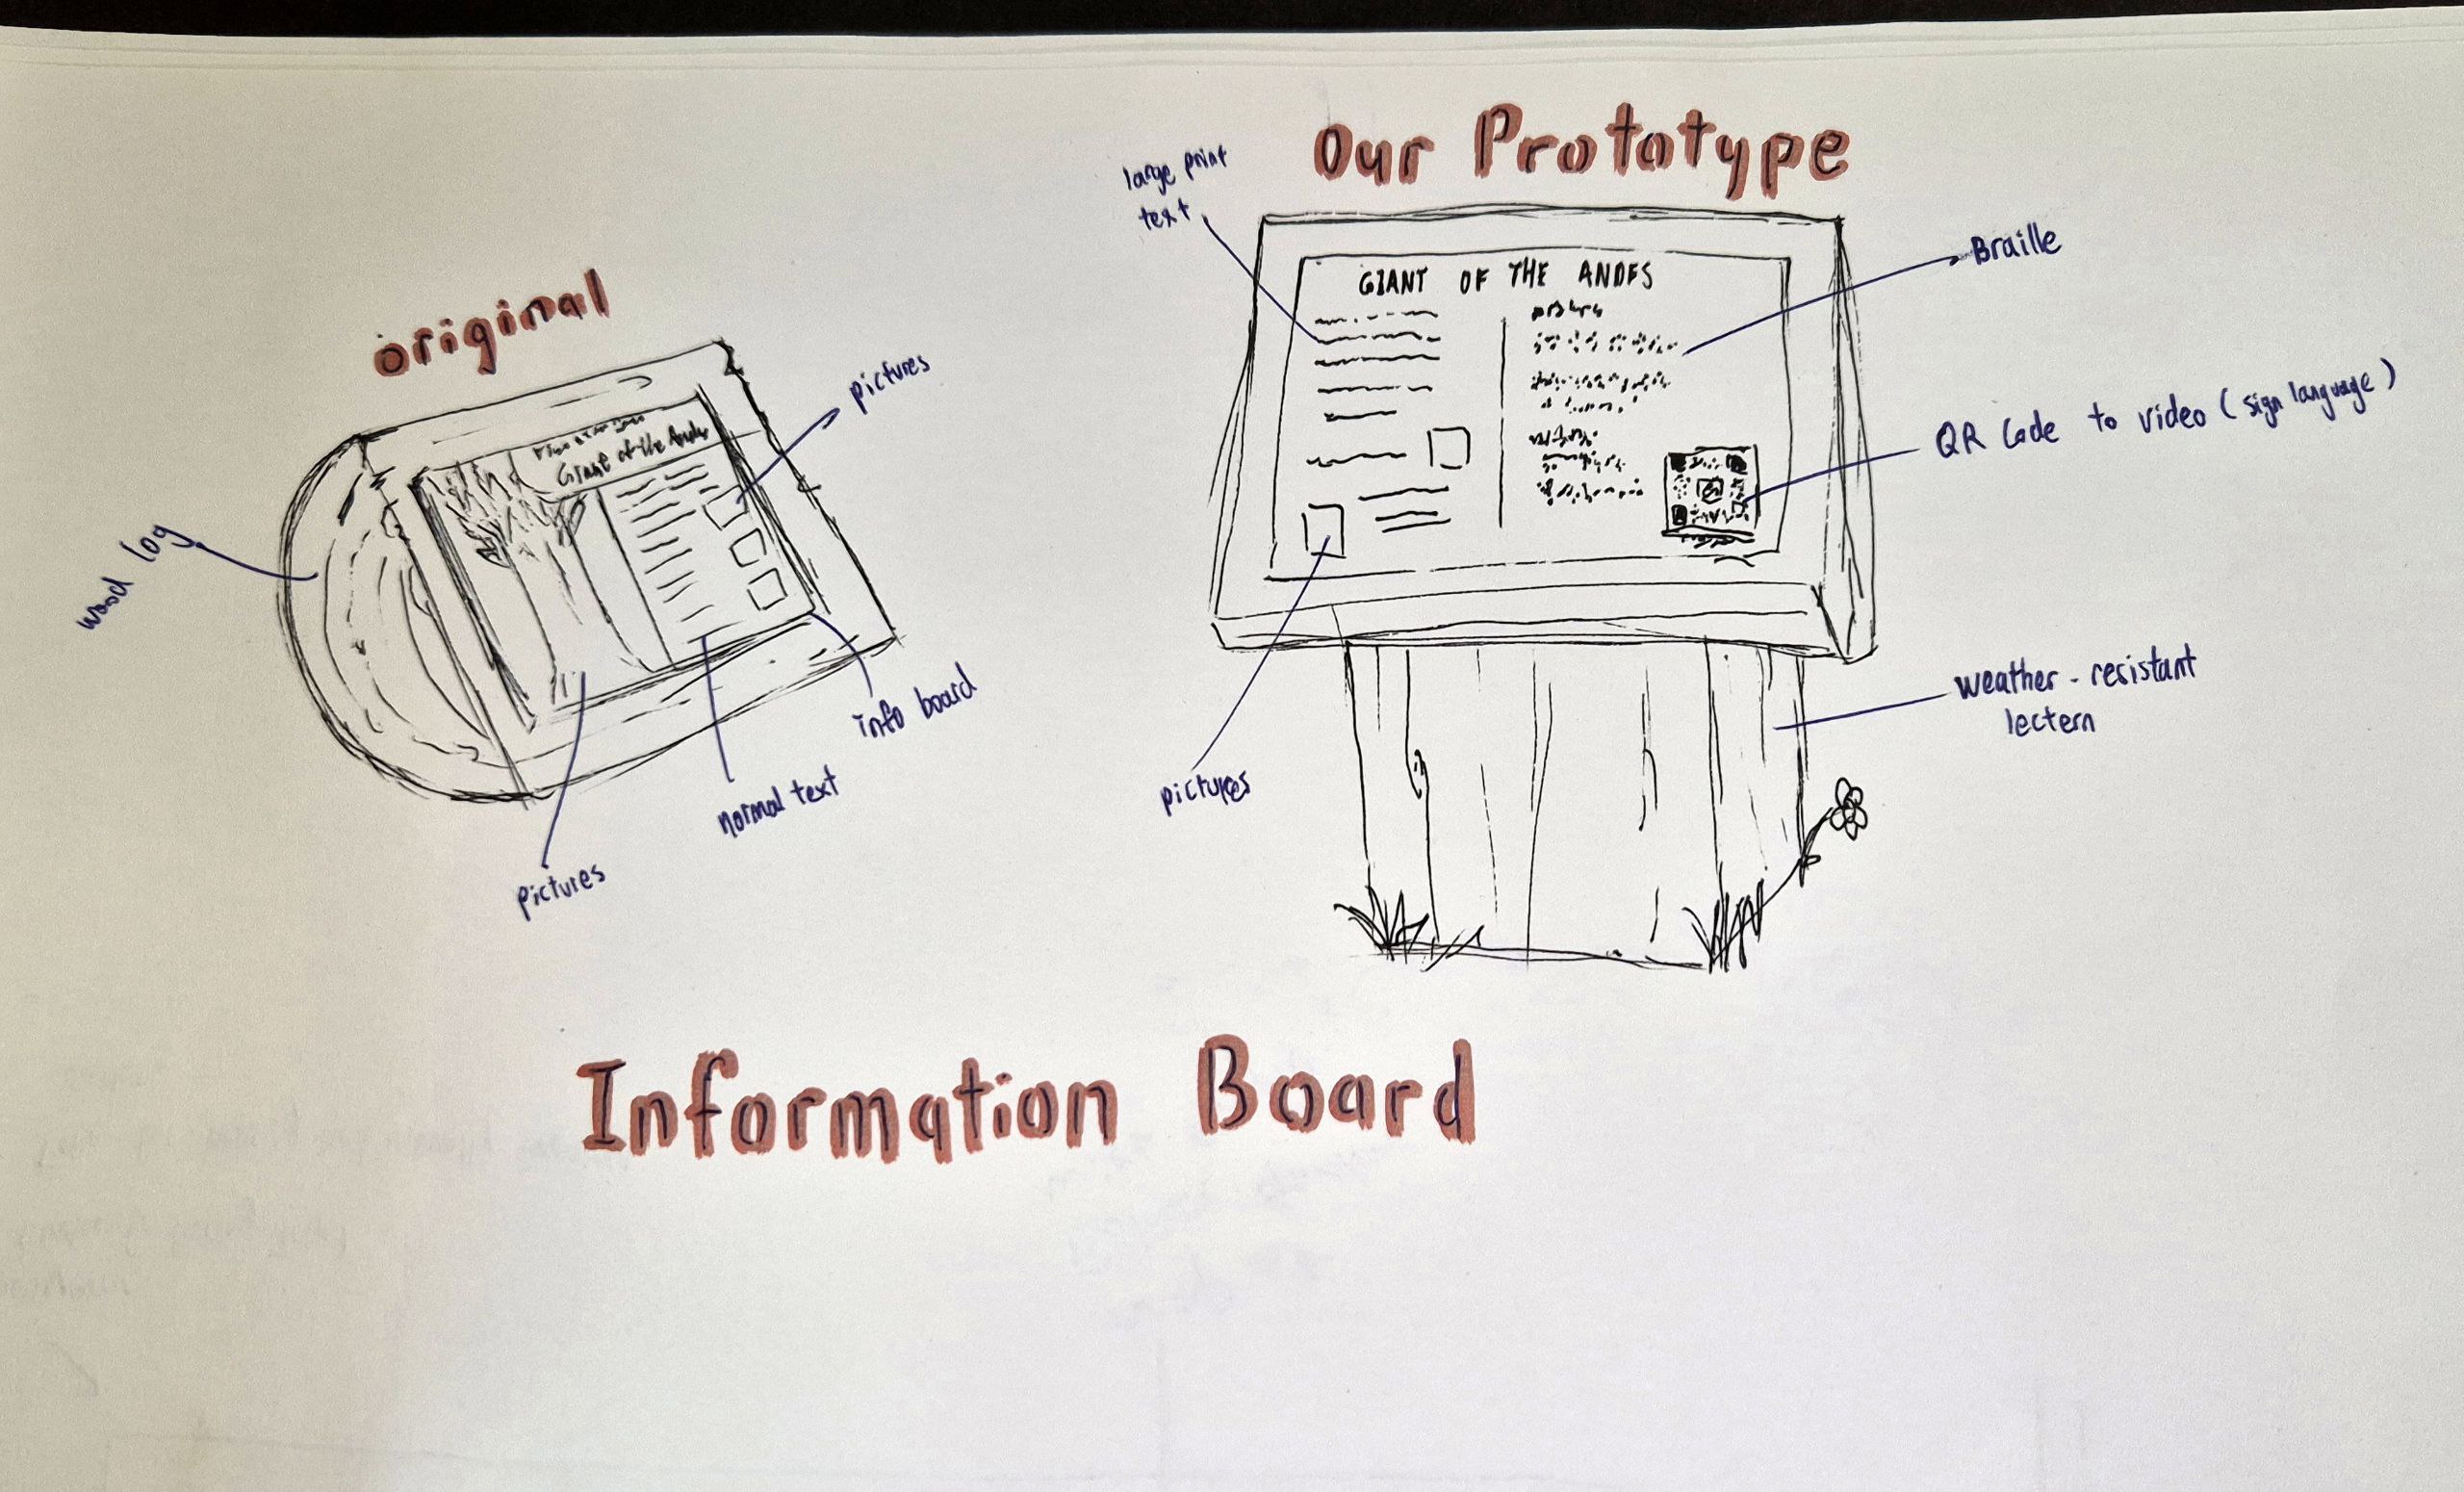 original
pictures
wood log
Giant of the Andes
info board
normal text
pictures
Our Prototype
large print
text
GIANT OF THE ANDES
Braille
QR Code to video (sign language)
weather-resistant
lectern
pictures
Information Board